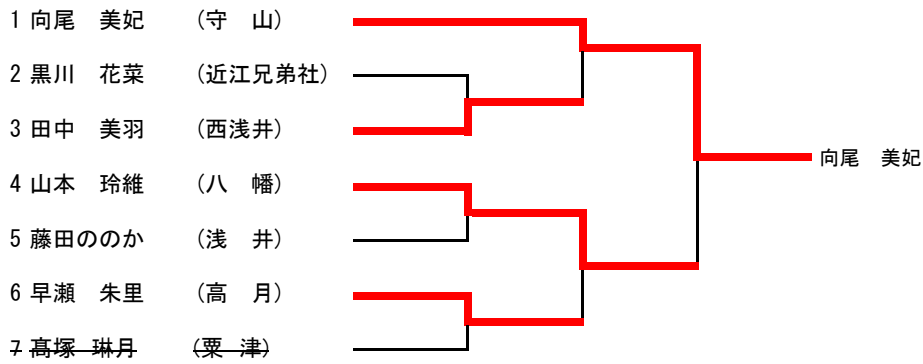 1 向尾　美妃　　（守　山）
2 黒川　花菜　　（近江兄弟社）
3 田中　美羽　　（西浅井）
4 山本　玲維　　（八　幡）
5 藤田ののか　　（浅　井）
6 早瀬　朱里　　（高　月）
7 髙塚　琳月　　（粟　津）
向尾　美妃